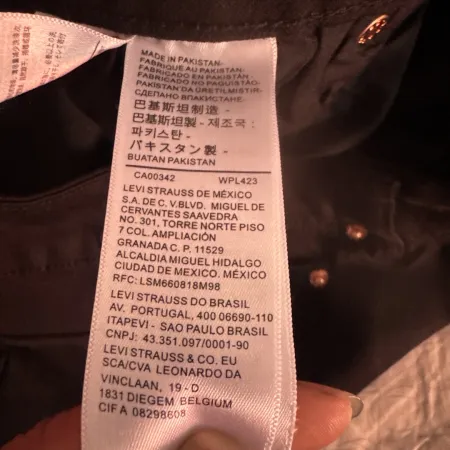 MADE IN PAKISTAN-
FABRIQUE AU PAKISTAN-
FABRICADO EN PAKISTÁN-
FABRICADO NO PAQUISTÃO-
PAKISTAN'DA ÜRETİLMİSTİR-
СДЕЛАНО ВПАКИСТАНЕ-
巴基斯坦制造 -
巴基斯坦製 - 제조국 :
파키스탄 -
パキスタン製 -
BUATAN PAKISTAN
CA00342 WPL423
LEVI STRAUSS DE MÉXICO
S.A. DE C. V.BLVD. MIGUEL DE
CERVANTES SAAVEDRA
NO. 301, TORRE NORTE PISO
7 COL. AMPLIACIÓN
GRANADA C. P. 11529
ALCALDIA MIGUEL HIDALGO
CIUDAD DE MEXICO. MÉXICO
RFC: LSM660818M98
LEVI STRAUSS DO BRASIL
AV. PORTUGAL, 400 06690-110
ITAPEVI - SAO PAULO BRASIL
CNPJ: 43.351.097/0001-90
LEVI STRAUSS & CO. EU
SCA/CVA LEONARDO DA
VINCLAAN, 19 - D
1831 DIEGEM BELGIUM
CIF A 08298608